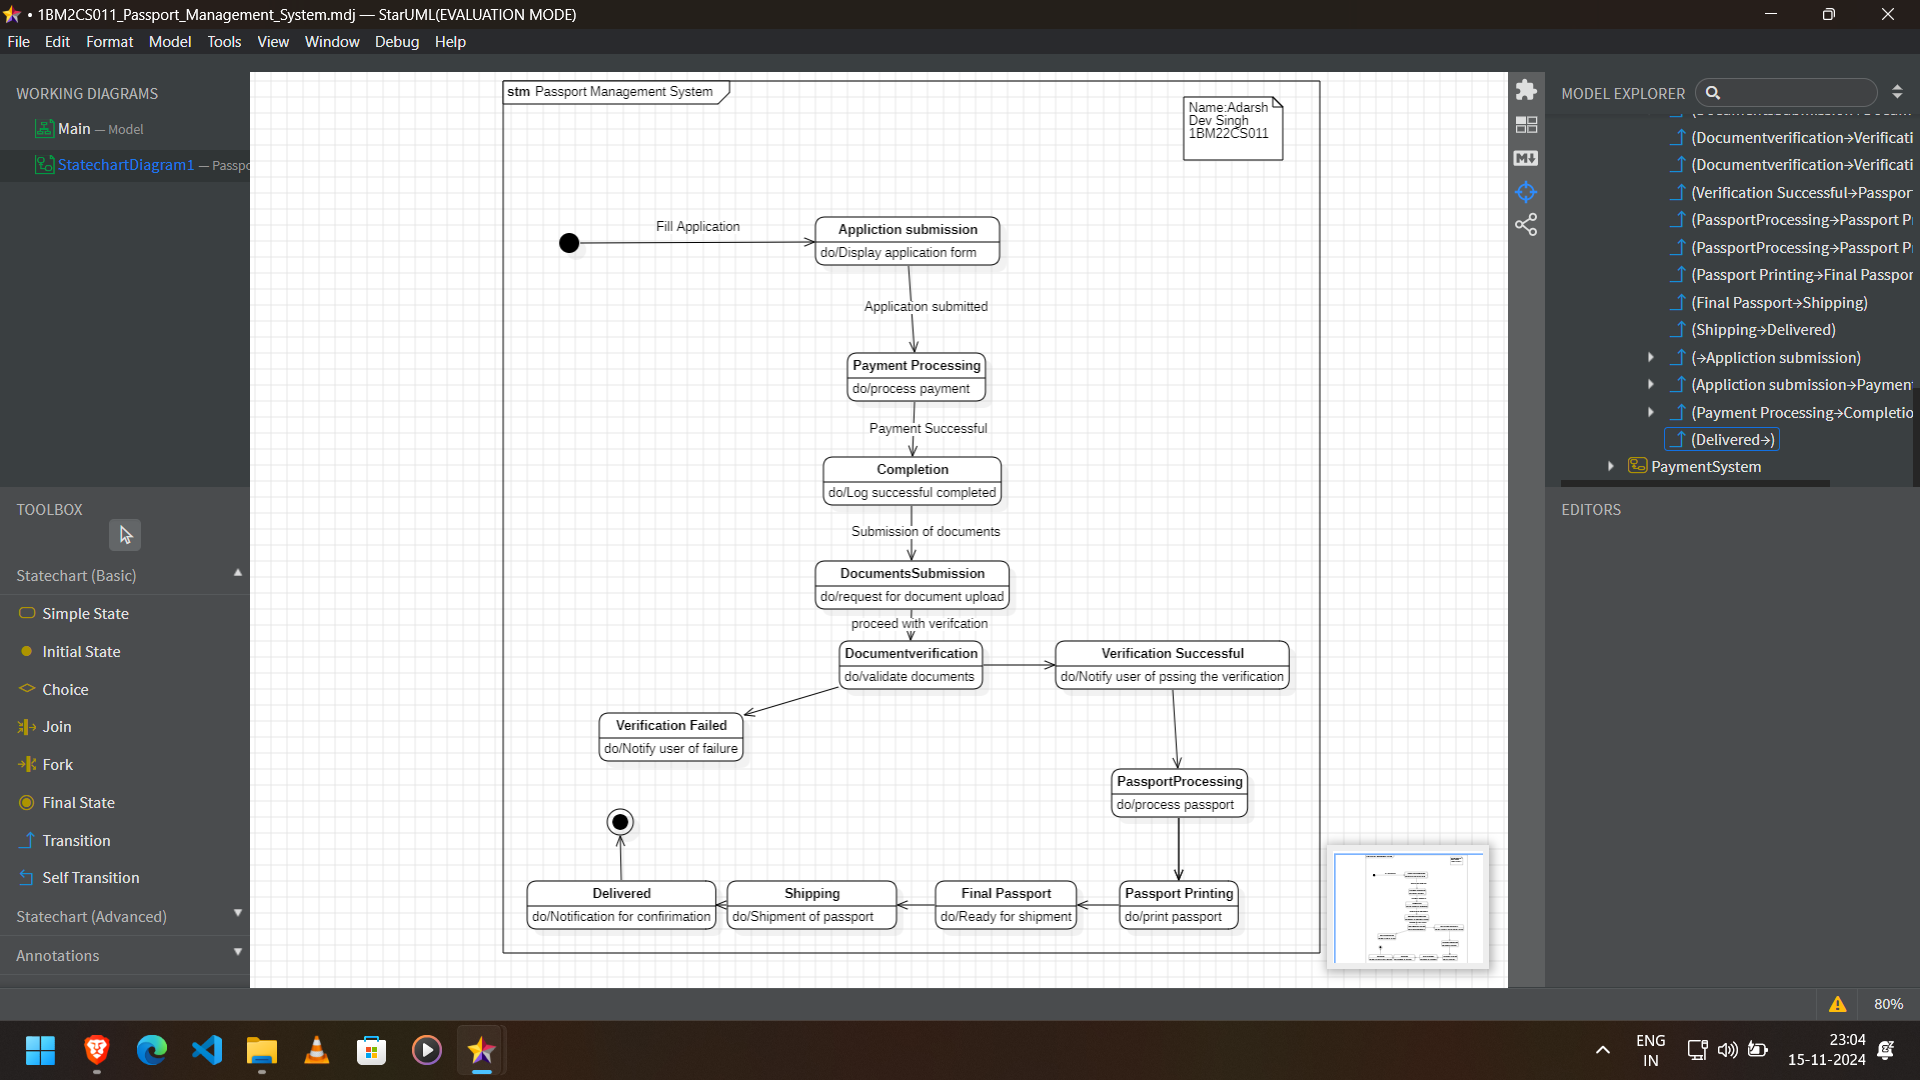 • 1BM2CS011_Passport_Management_System.mdj — StarUML(EVALUATION MODE)
File Edit Format Model Tools View Window Debug Help
WORKING DIAGRAMS
Main — Model
StatechartDiagram1 — Passpo
TOOLBOX
Statechart (Basic)
Simple State
Initial State
Choice
Join
Fork
Final State
Transition
Self Transition
Statechart (Advanced)
Annotations
stm Passport Management System
Name:Adarsh
Dev Singh
1BM22CS011
Fill Application
Appliction submission
do/Display application form
Application submitted
Payment Processing
do/process payment
Payment Successful
Completion
do/Log successful completed
Submission of documents
DocumentsSubmission
do/request for document upload
proceed with verifcation
Documentverification
do/validate documents
Verification Successful
do/Notify user of pssing the verification
Verification Failed
do/Notify user of failure
PassportProcessing
do/process passport
Delivered
do/Notification for confirmation
Shipping
do/Shipment of passport
Final Passport
do/Ready for shipment
Passport Printing
do/print passport
MODEL EXPLORER
(Documentverification→Verificati
(Documentverification→Verificati
(Verification Successful→Passpor
(PassportProcessing→Passport P
(PassportProcessing→Passport P
(Passport Printing→Final Passpor
(Final Passport→Shipping)
(Shipping→Delivered)
(→Appliction submission)
(Appliction submission→Paymen
(Payment Processing→Completio
(Delivered→)
PaymentSystem
EDITORS
80%
ENG
IN
23:04
15-11-2024